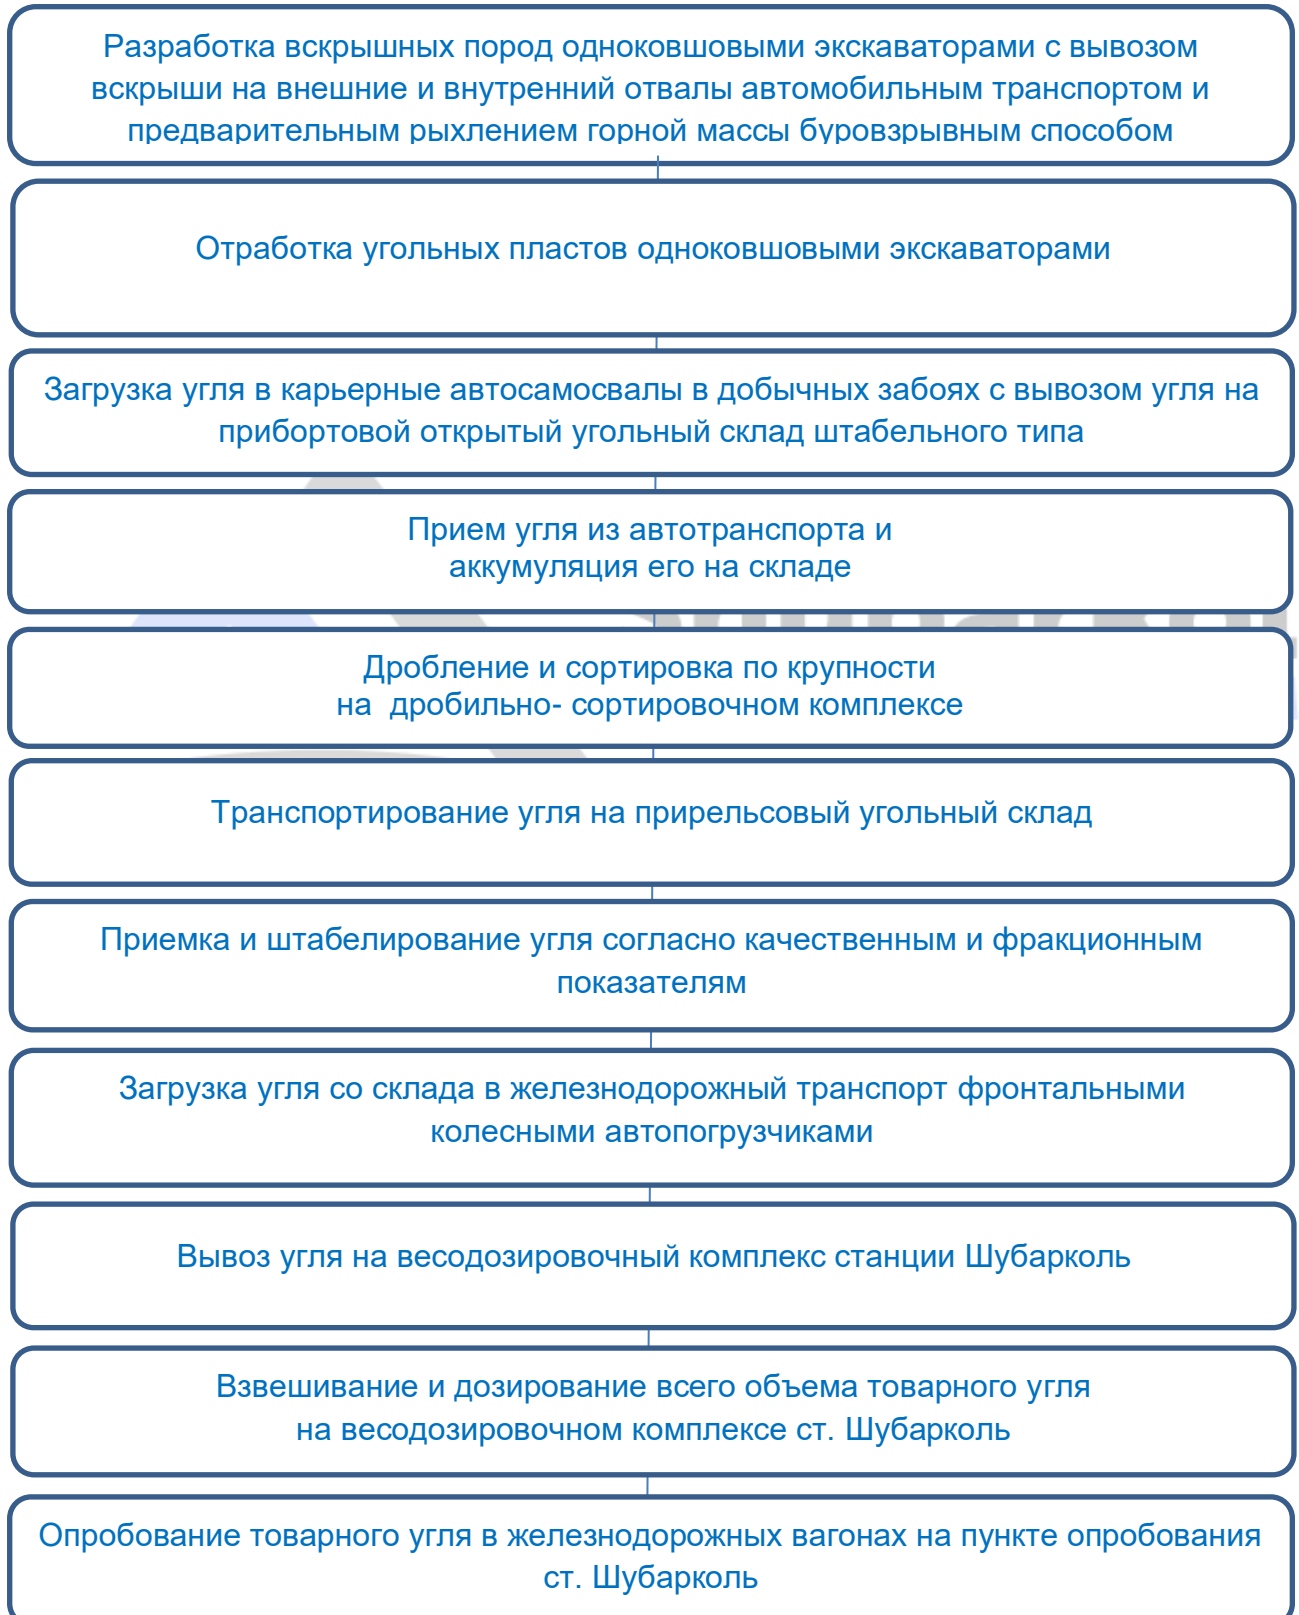 Разработка вскрышных пород одноковшовыми экскаваторами с вывозом
вскрыши на внешние и внутренний отвалы автомобильным транспортом и
предварительным рыхлением горной массы буровзрывным способом
Отработка угольных пластов одноковшовыми экскаваторами
Загрузка угля в карьерные автосамосвалы в добычных забоях с вывозом угля на
прибортовой открытый угольный склад штабельного типа
Прием угля из автотранспорта и
аккумуляция его на складе
Дробление и сортировка по крупности
на  дробильно- сортировочном комплексе
Транспортирование угля на прирельсовый угольный склад
Приемка и штабелирование угля согласно качественным и фракционным
показателям
Загрузка угля со склада в железнодорожный транспорт фронтальными
колесными автопогрузчиками
Вывоз угля на весодозировочный комплекс станции Шубарколь
Взвешивание и дозирование всего объема товарного угля
на весодозировочном комплексе ст. Шубарколь
Опробование товарного угля в железнодорожных вагонах на пункте опробования
ст. Шубарколь